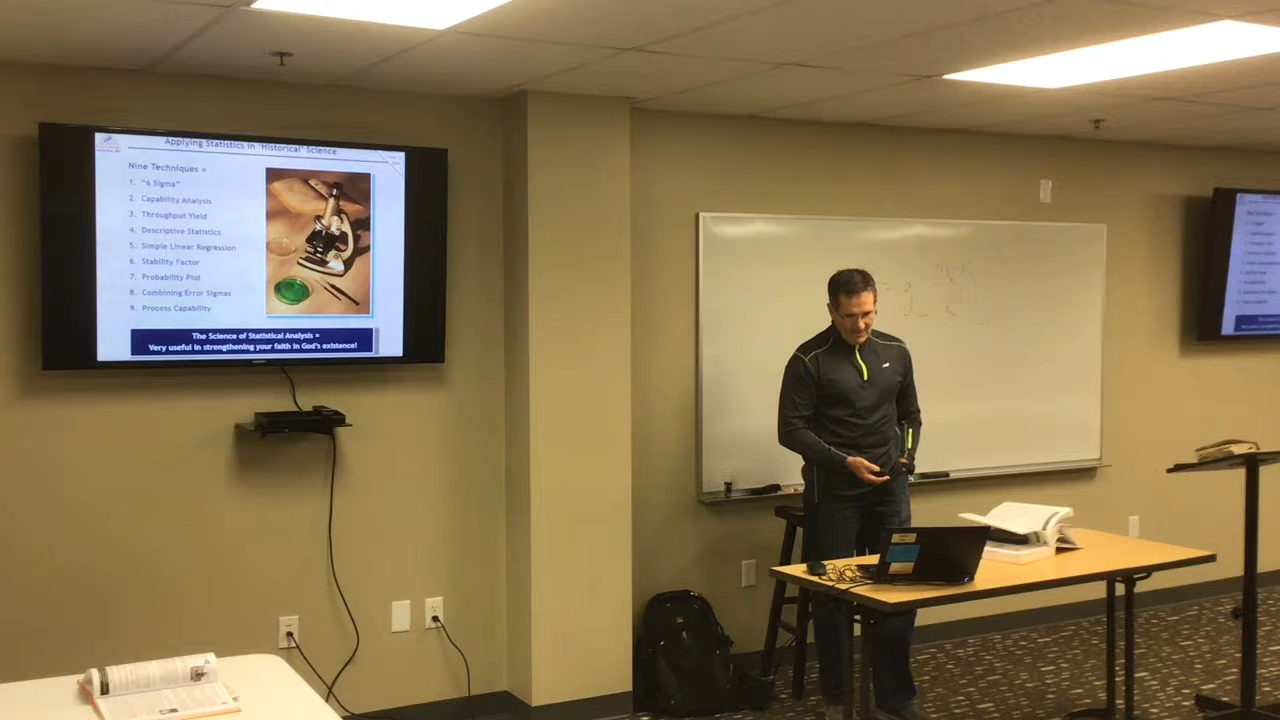 Applying Statistics in 'Historical' Science
Nine Techniques =
1. "6 Sigma"
2. Capability Analysis
3. Throughput Yield
4. Descriptive Statistics
5. Simple Linear Regression
6. Stability Factor
7. Probability Plot
8. Combining Error Sigmas
9. Process Capability
The Science of Statistical Analysis =
Very useful in strengthening your faith in God's existence!